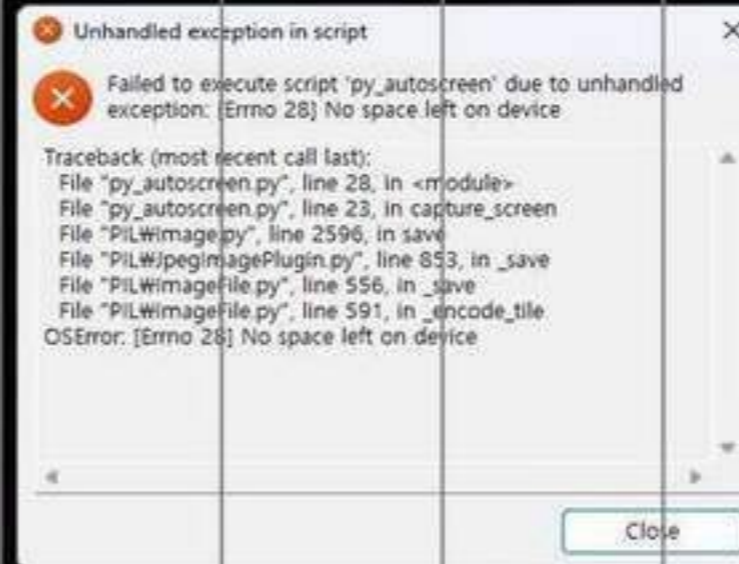 Unhandled exception in script
Failed to execute script 'py_autoscreen' due to unhandled
exception: [Errno 28] No space left on device
Traceback (most recent call last):
File "py_autoscreen.py", line 28, in <module>
File "py_autoscreen.py", line 23, in capture_screen
File "PIL₩Image.py", line 2596, in save
File "PIL₩JpegImagePlugin.py", line 853, in _save
File "PIL₩ImageFile.py", line 556, in _save
File "PIL₩ImageFile.py", line 591, in _encode_tile
OSError: [Errno 28] No space left on device
Close